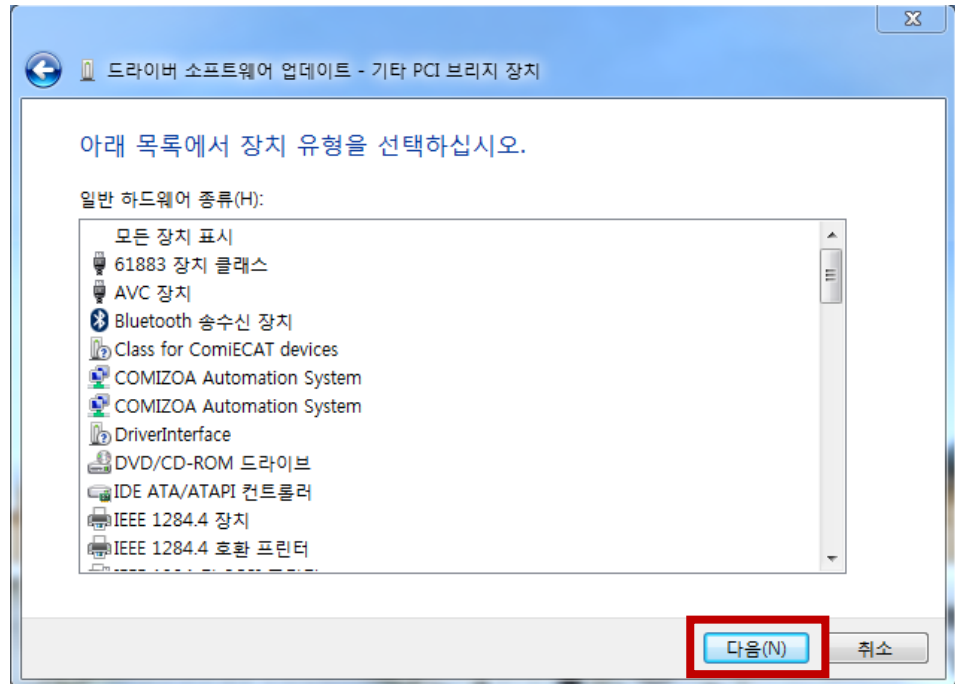 드라이버 소프트웨어 업데이트 - 기타 PCI 브리지 장치
아래 목록에서 장치 유형을 선택하십시오.
일반 하드웨어 종류(H):
모든 장치 표시
61883 장치 클래스
AVC 장치
Bluetooth 송수신 장치
Class for ComiECAT devices
COMIZOA Automation System
COMIZOA Automation System
DriverInterface
DVD/CD-ROM 드라이브
IDE ATA/ATAPI 컨트롤러
IEEE 1284.4 장치
IEEE 1284.4 호환 프린터
다음(N)
취소